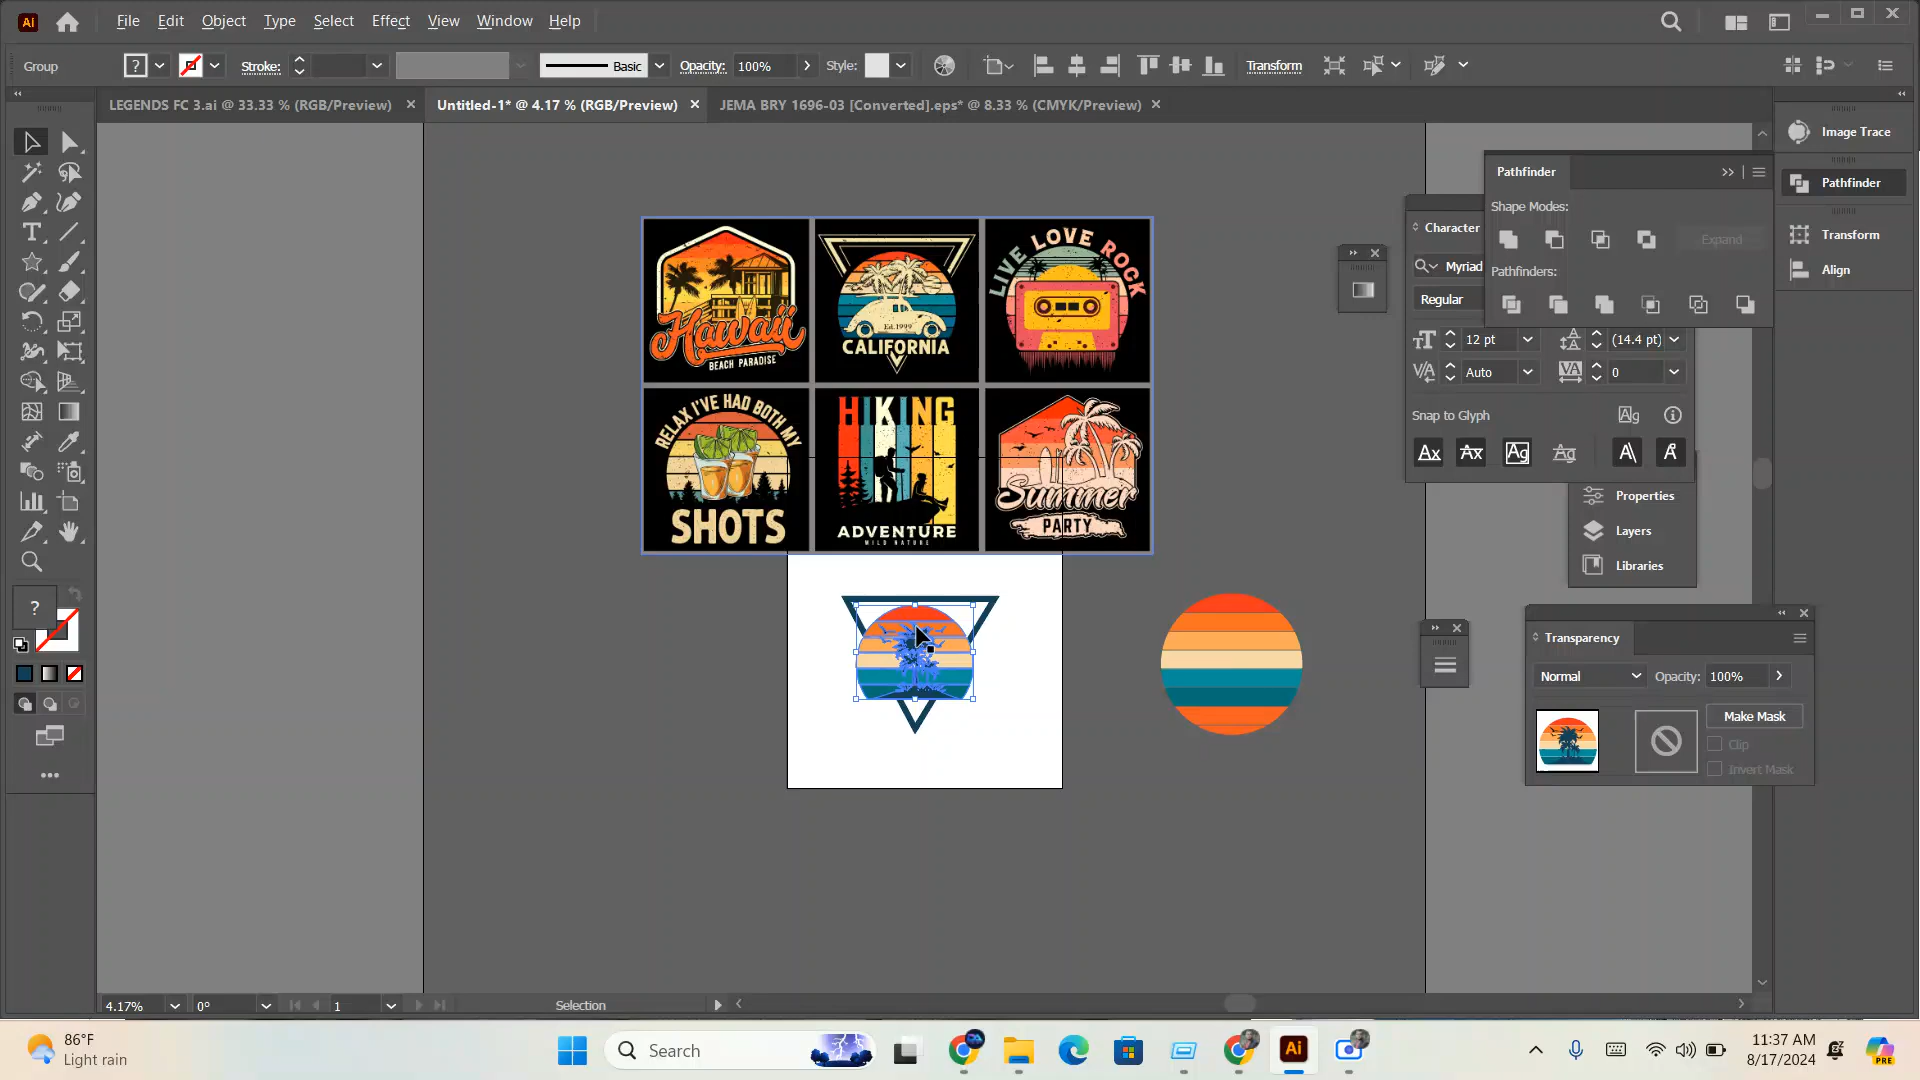 Ai
File Edit Object Type Select Effect View Window Help
Group
?
Stroke:
Basic
Opacity: 100%
Style:
Transform
LEGENDS FC 3.ai @ 33.33 % (RGB/Preview)
Untitled-1* @ 4.17 % (RGB/Preview)
JEMA BRY 1696-03 [Converted].eps* @ 8.33 % (CMYK/Preview)
Image Trace
Pathfinder
Transform
Align
Pathfinder
Shape Modes:
Expand
Pathfinders:
Character
Myriad
Regular
12 pt
(14.4 pt)
Auto
0
Snap to Glyph
Properties
Layers
Libraries
Transparency
Normal
Opacity: 100%
Make Mask
Clip
Invert Mask
Hawaii
BEACH PARADISE
Est.1999
CALIFORNIA
LIVE LOVE ROCK
RELAX I'VE HAD BOTH MY
SHOTS
HIKING
ADVENTURE
WILD NATURE
Summer
PARTY
?
4.17%
0°
1
Selection
86°F
Light rain
Search
Ai
11:37 AM
8/17/2024
PRE